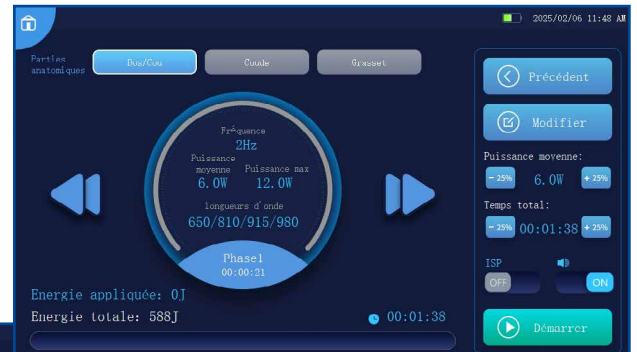 2025/02/06 11:48 AM
Parties
anatomiques
Dos/Cou
Coude
Grasset
Précédent
Fréquence
2Hz
Puissance
moyenne
Puissance max
6.0W
12.0W
longueurs d'onde
650/810/915/980
Phase1
00:00:21
Modifier
Puissance moyenne:
- 25%
6.0W
+ 25%
Temps total:
- 25%
00:01:38
+ 25%
ISP
OFF
ON
Energie appliquée: 0J
Energie totale: 588J
00:01:38
Démarrer